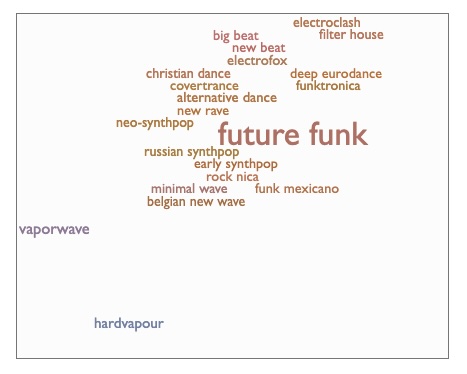 electroclash
big beat
filter house
new beat
electrofox
christian dance
deep eurodance
covertrance
funktronica
alternative dance
new rave
neo-synthpop
future funk
russian synthpop
early synthpop
rock nica
minimal wave
funk mexicano
belgian new wave
vaporwave
hardvapour